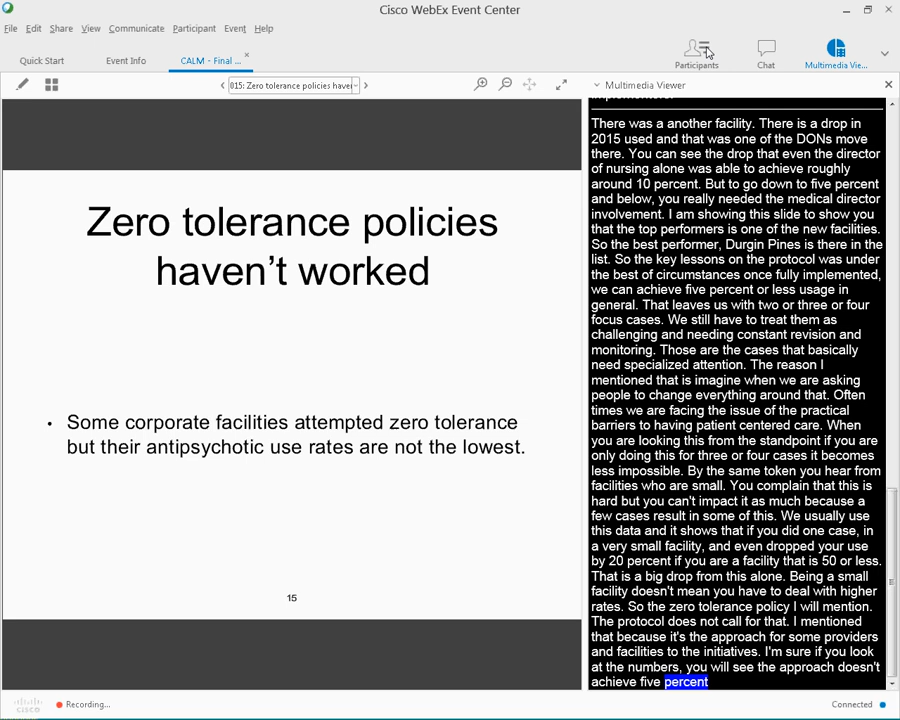 Cisco WebEx Event Center
File Edit Share View Communicate Participant Event Help
Quick Start Event Info CALM - Final ...
Participants Chat Multimedia Vie...
015: Zero tolerance policies haven
Multimedia Viewer
Zero tolerance policies
haven't worked
• Some corporate facilities attempted zero tolerance
but their antipsychotic use rates are not the lowest.
15
There was a another facility. There is a drop in
2015 used and that was one of the DONs move
there. You can see the drop that even the director
of nursing alone was able to achieve roughly
around 10 percent. But to go down to five percent
and below, you really needed the medical director
involvement. I am showing this slide to show you
that the top performers is one of the new facilities.
So the best performer, Durgin Pines is there in the
list. So the key lessons on the protocol was under
the best of circumstances once fully implemented,
we can achieve five percent or less usage in
general. That leaves us with two or three or four
focus cases. We still have to treat them as
challenging and needing constant revision and
monitoring. Those are the cases that basically
need specialized attention. The reason I
mentioned that is imagine when we are asking
people to change everything around that. Often
times we are facing the issue of the practical
barriers to having patient centered care. When
you are looking this from the standpoint if you are
only doing this for three or four cases it becomes
less impossible. By the same token you hear from
facilities who are small. You complain that this is
hard but you can't impact it as much because a
few cases result in some of this. We usually use
this data and it shows that if you did one case, in
a very small facility, and even dropped your use
by 20 percent if you are a facility that is 50 or less.
That is a big drop from this alone. Being a small
facility doesn't mean you have to deal with higher
rates. So the zero tolerance policy I will mention.
The protocol does not call for that. I mentioned
that because it's the approach for some providers
and facilities to the initiatives. I'm sure if you look
at the numbers, you will see the approach doesn't
achieve five percent
cisco
Recording...
Connected